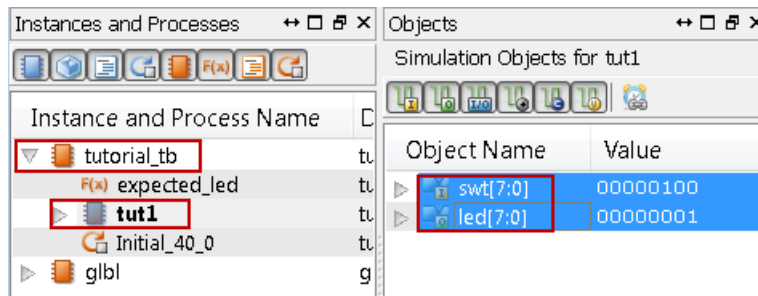 Instances and Processes
F(x)
Instance and Process Name
D
tutorial_tb
tu
F(x) expected_led
tu
tut1
tu
Initial_40_0
tu
glbl
g
Objects
Simulation Objects for tut1
I O I/O C
Object Name Value
I swt[7:0] 00000100
O led[7:0] 00000001